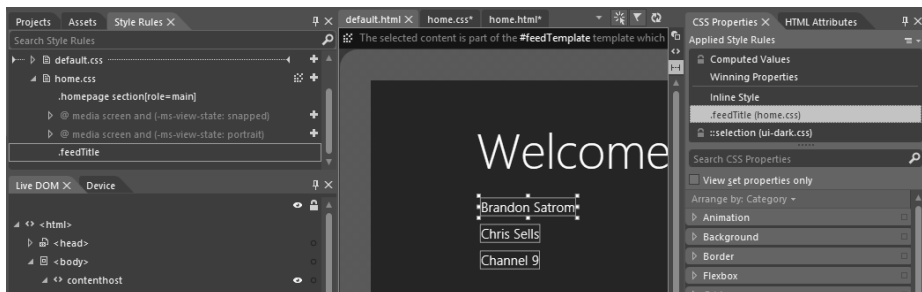 Projects Assets Style Rules
Search Style Rules
default.css
home.css
.homepage section[role=main]
@ media screen and (-ms-view-state: snapped)
@ media screen and (-ms-view-state: portrait)
.feedTitle
Live DOM Device
<html>
<head>
<body>
contenthost
default.html home.css* home.html*
The selected content is part of the #feedTemplate template which
Welcome
Brandon Satrom
Chris Sells
Channel 9
CSS Properties HTML Attributes
Applied Style Rules
Computed Values
Winning Properties
Inline Style
.feedTitle (home.css)
::selection (ui-dark.css)
Search CSS Properties
View set properties only
Arrange by: Category
Animation
Background
Border
Flexbox